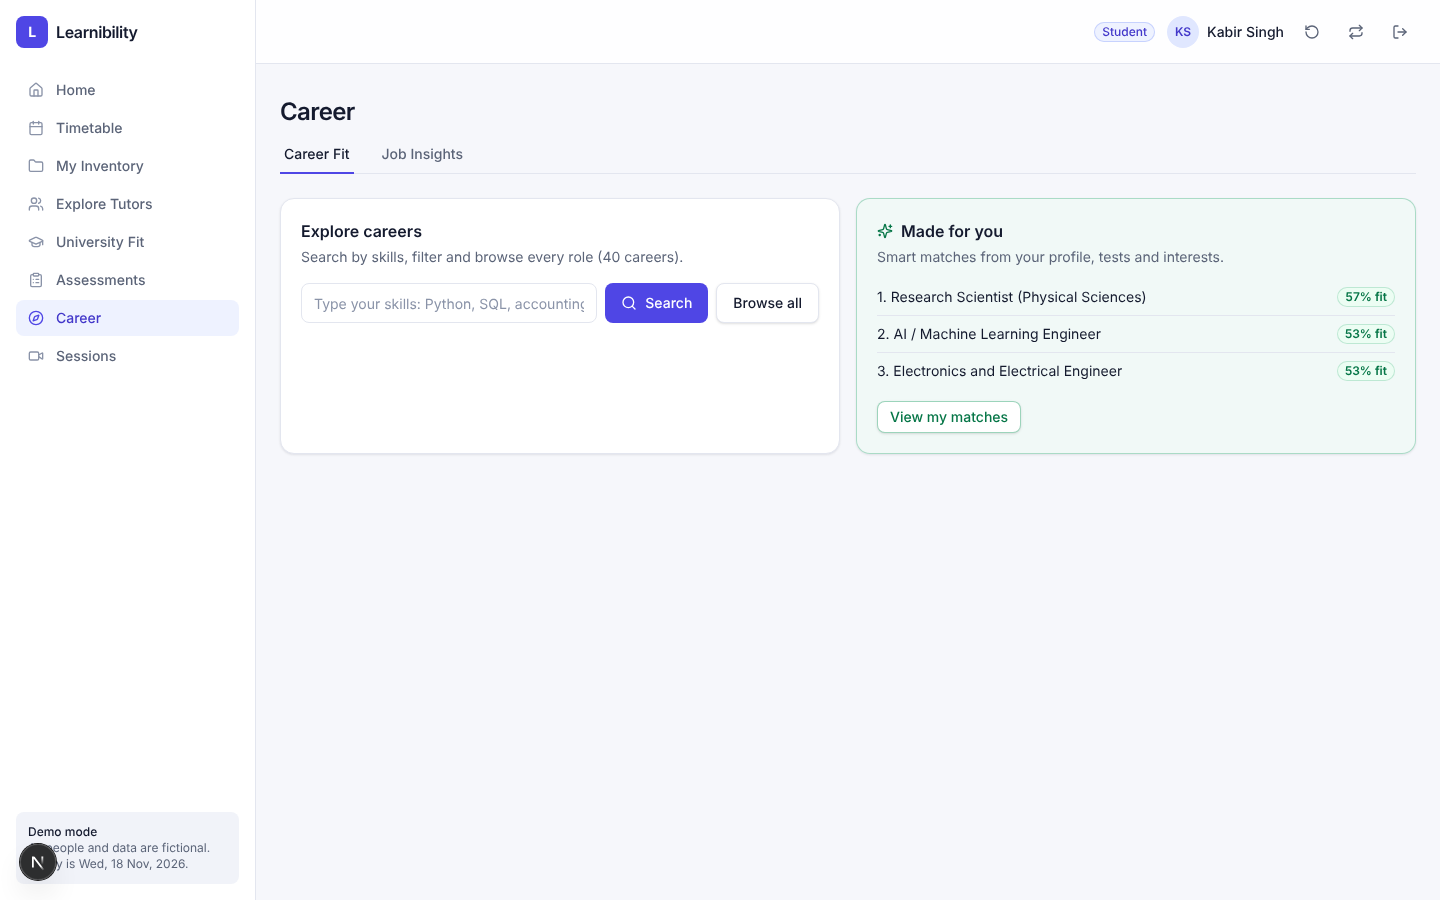 L Learnibility
Student
KS
Kabir Singh
Home
Timetable
My Inventory
Explore Tutors
University Fit
Assessments
Career
Sessions
Career
Career Fit
Job Insights
Explore careers
Search by skills, filter and browse every role (40 careers).
Type your skills: Python, SQL, accounting
Search
Browse all
Made for you
Smart matches from your profile, tests and interests.
1. Research Scientist (Physical Sciences) 57% fit
2. AI / Machine Learning Engineer 53% fit
3. Electronics and Electrical Engineer 53% fit
View my matches
Demo mode
people and data are fictional.
is Wed, 18 Nov, 2026.
N